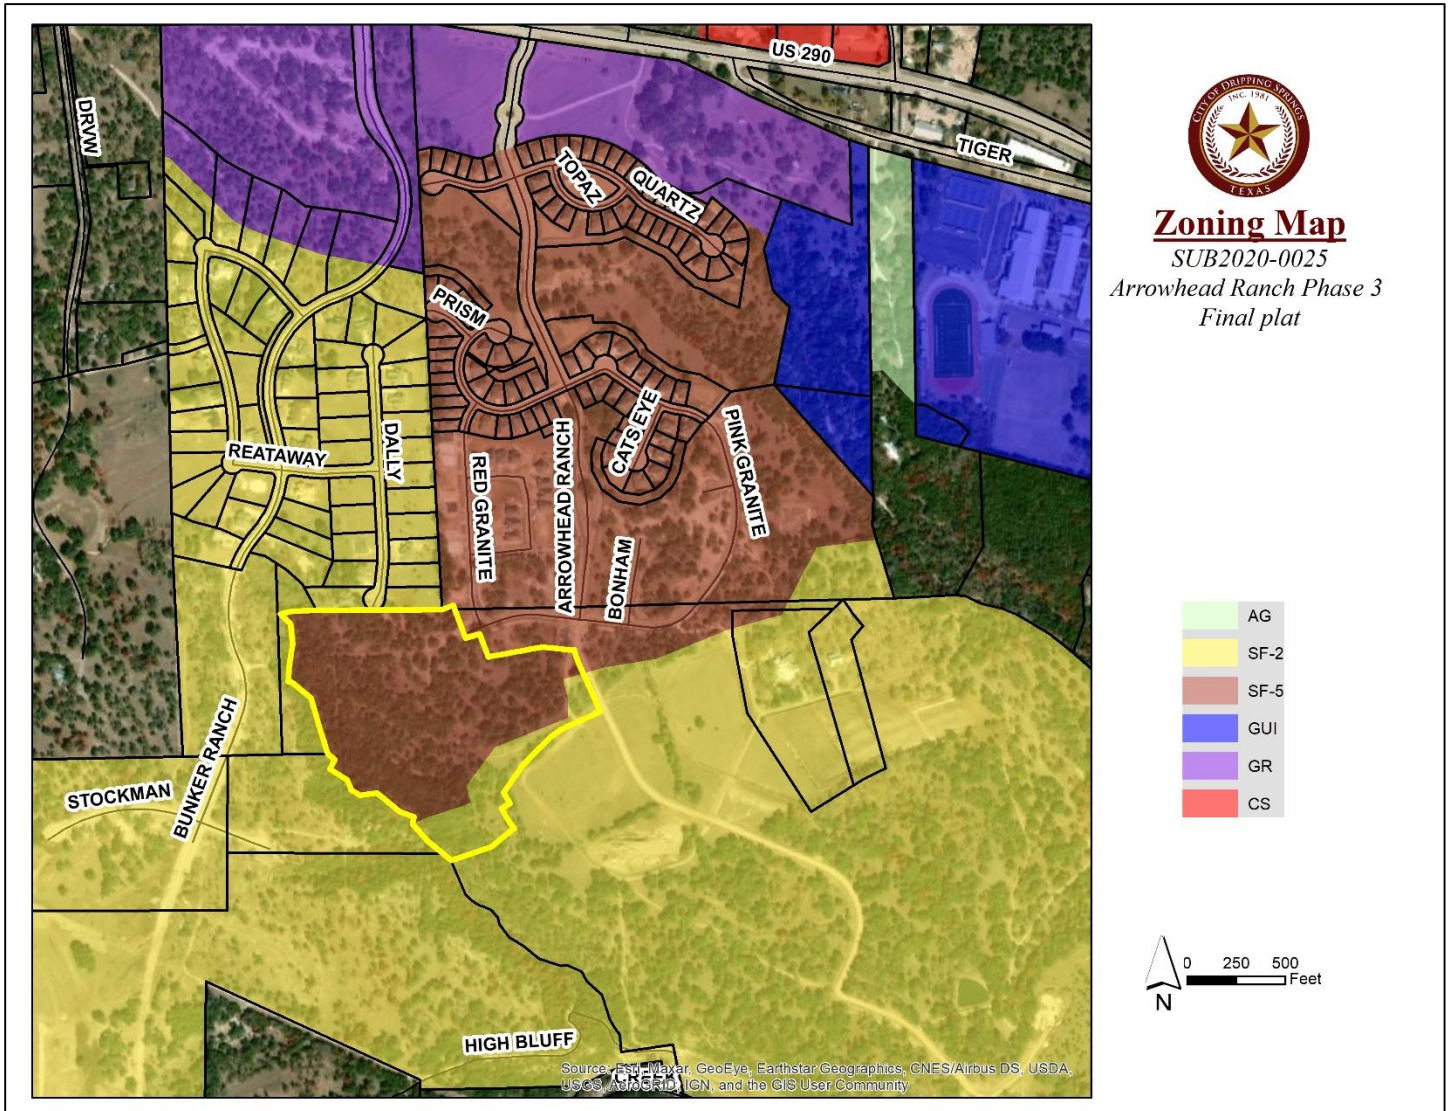 US 290
DRVW
TIGER
TOPAZ
QUARTZ
PRISM
REATAWAY
DALLY
RED GRANITE
ARROWHEAD RANCH
CATS EYE
PINK GRANITE
BONHAM
BUNKER RANCH
STOCKMAN
HIGH BLUFF
CREEK
Source: Esri, Maxar, GeoEye, Earthstar Geographics, CNES/Airbus DS, USDA,
USGS, AeroGRID, IGN, and the GIS User Community
CITY OF DRIPPING SPRINGS
INC. 1981
TEXAS
Zoning Map
SUB2020-0025
Arrowhead Ranch Phase 3
Final plat
AG
SF-2
SF-5
GUI
GR
CS
0 250 500
Feet
N